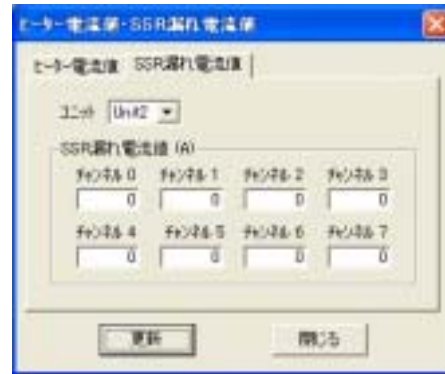 ヒーター電流値・SSR漏れ電流値
ヒーター電流値 SSR漏れ電流値
ユニット Unit2
SSR漏れ電流値 (A)
チャンネル 0 チャンネル 1 チャンネル 2 チャンネル 3
0 0 0 0
チャンネル 4 チャンネル 5 チャンネル 6 チャンネル 7
0 0 0 0
更新 閉じる